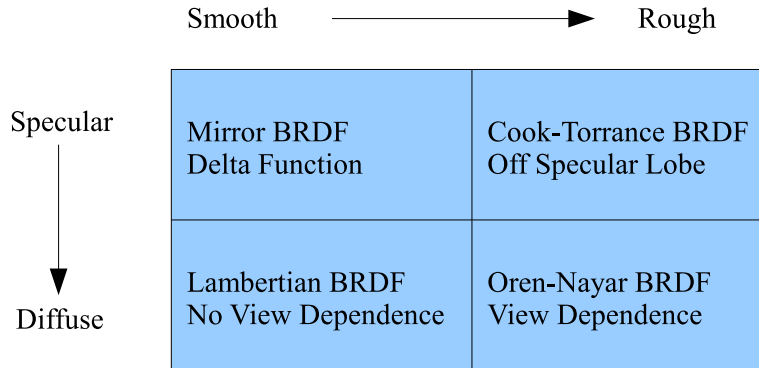 Smooth Rough
Specular
Mirror BRDF
Delta Function
Cook-Torrance BRDF
Off Specular Lobe
Diffuse
Lambertian BRDF
No View Dependence
Oren-Nayar BRDF
View Dependence